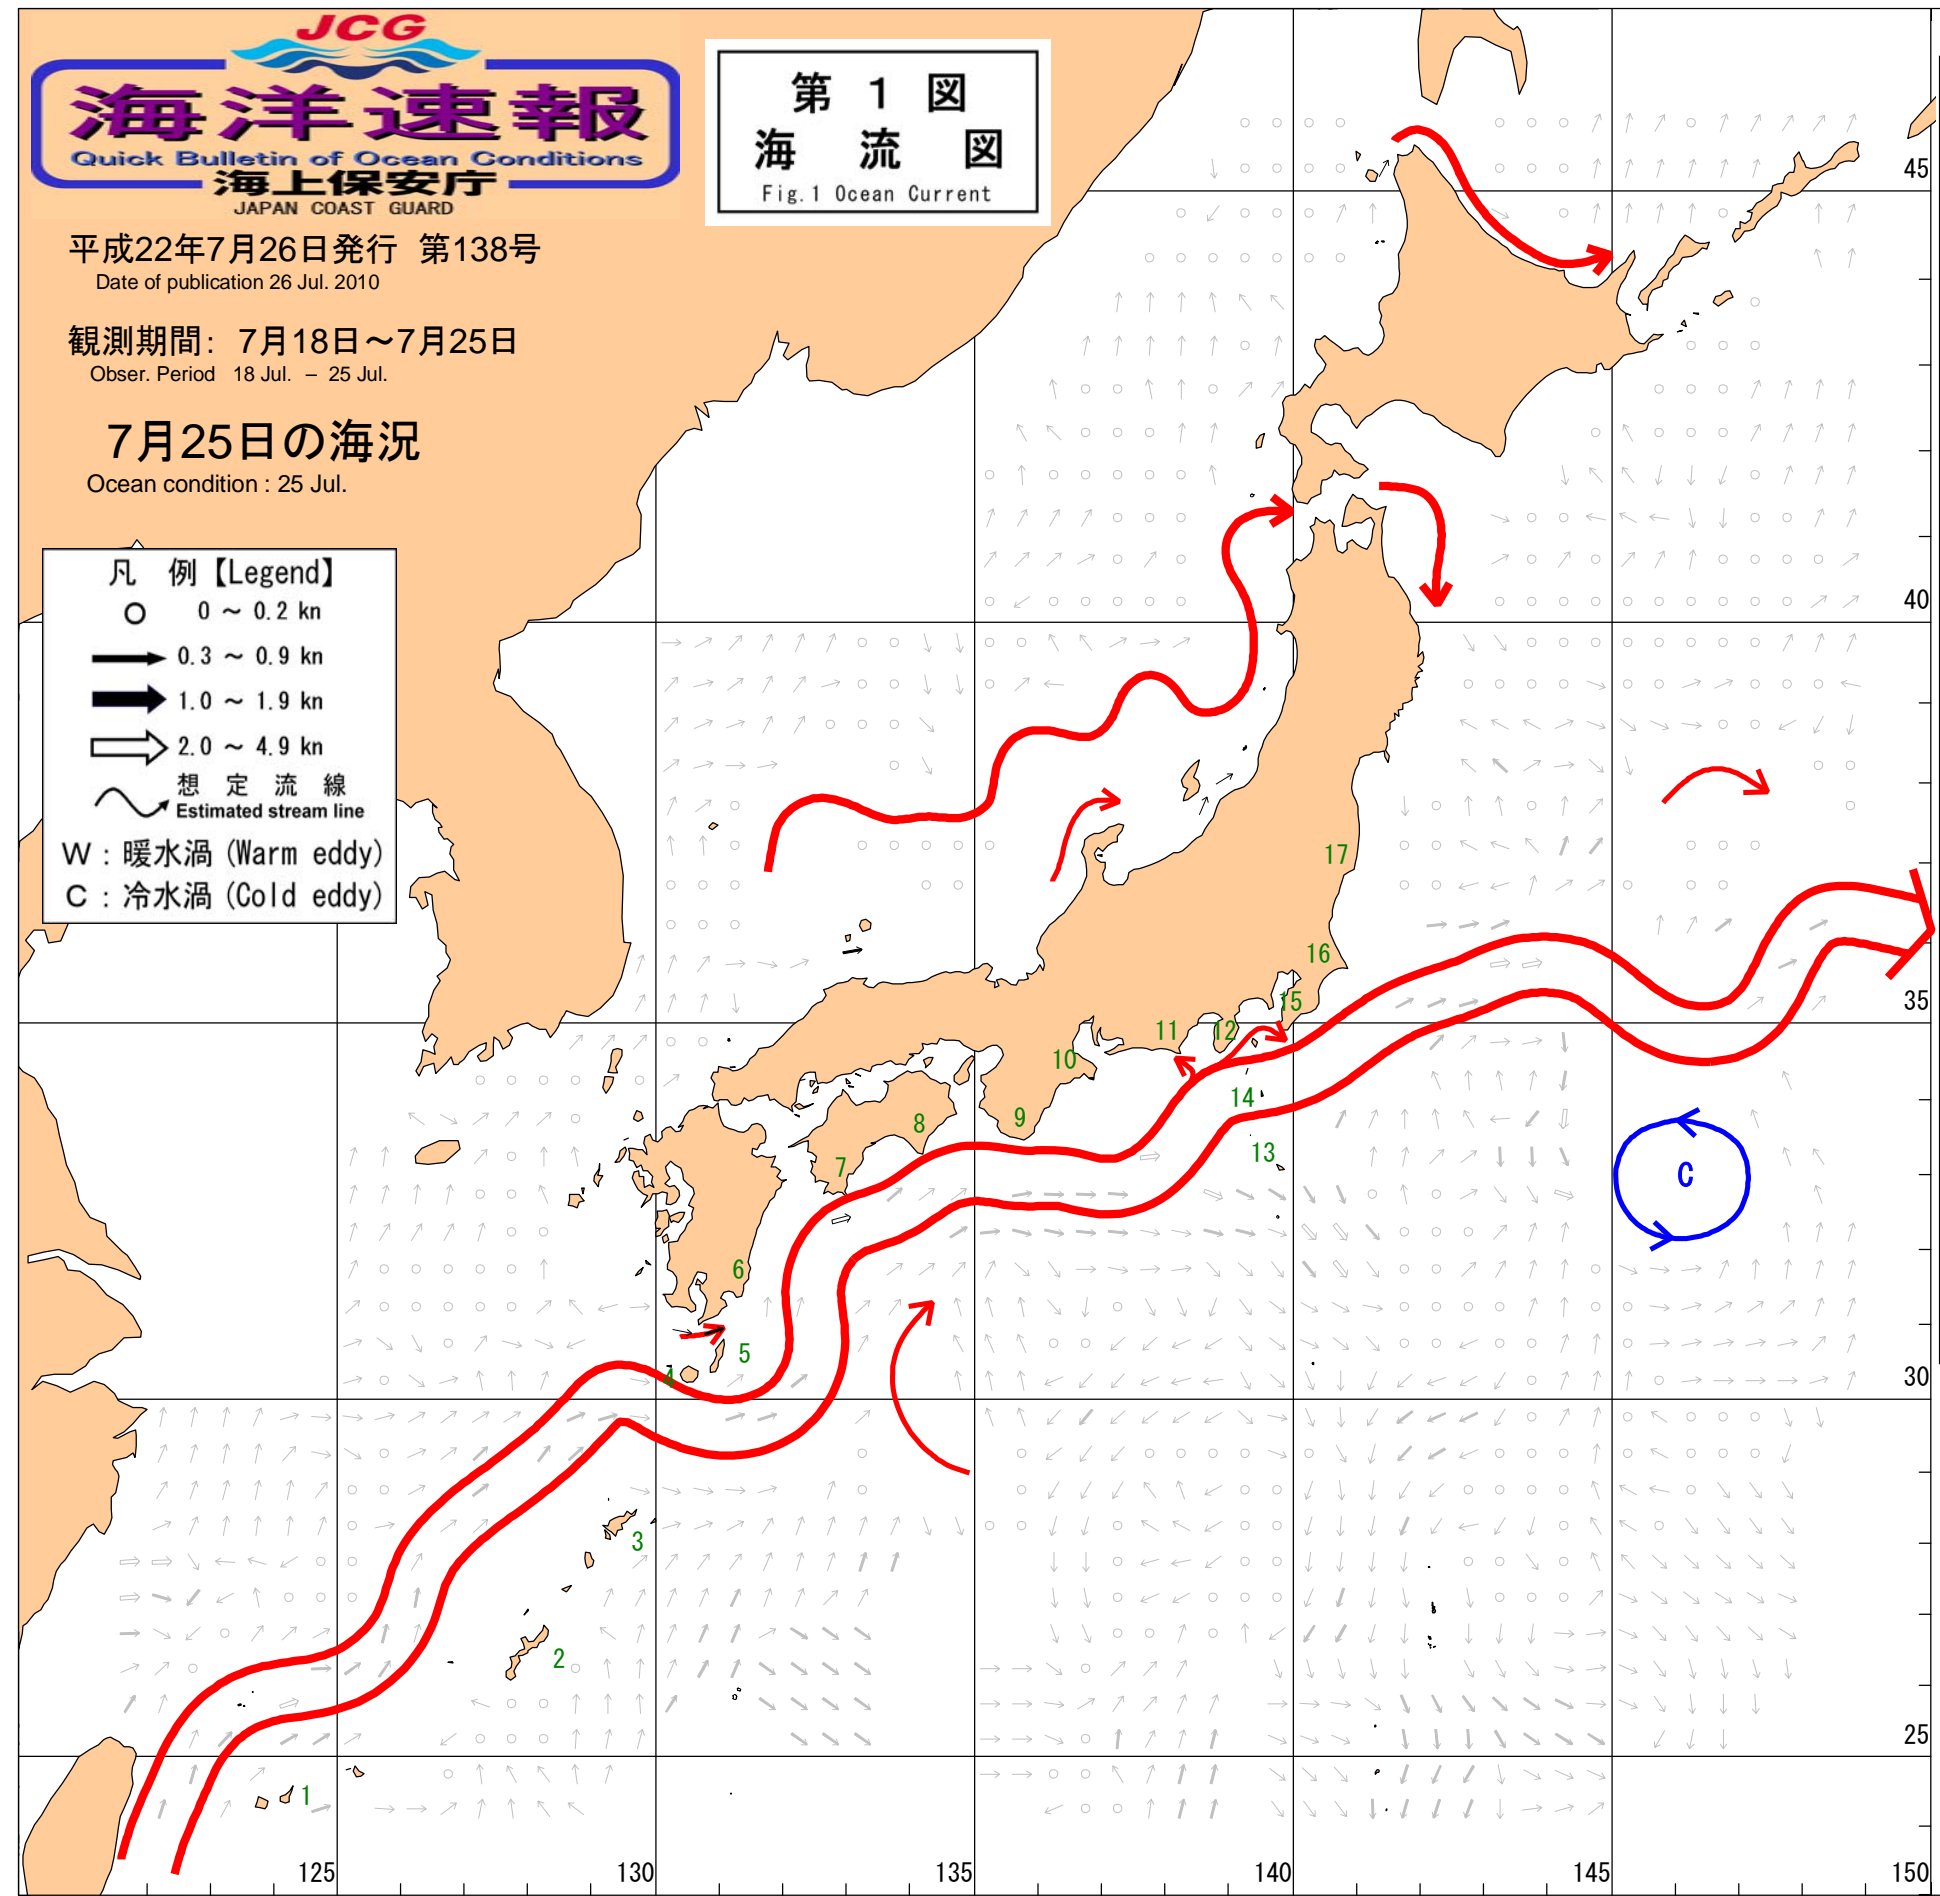 JCG
海洋速報
Quick Bulletin of Ocean Conditions
海上保安庁
JAPAN COAST GUARD
第 1 図
海 流 図
Fig.1 Ocean Current
平成22年7月26日発行 第138号
Date of publication 26 Jul. 2010
観測期間: 7月18日～7月25日
Obser. Period 18 Jul. – 25 Jul.
7月25日の海況
Ocean condition : 25 Jul.
凡 例【Legend】
0 ～ 0.2 kn
0.3 ～ 0.9 kn
1.0 ～ 1.9 kn
2.0 ～ 4.9 kn
想 定 流 線
Estimated stream line
W : 暖水渦 (Warm eddy)
C : 冷水渦 (Cold eddy)
45
40
17
16
35
15
11
12
10
14
9
8
13
7
C
6
5
4
30
3
2
25
1
125
130
135
140
145
150